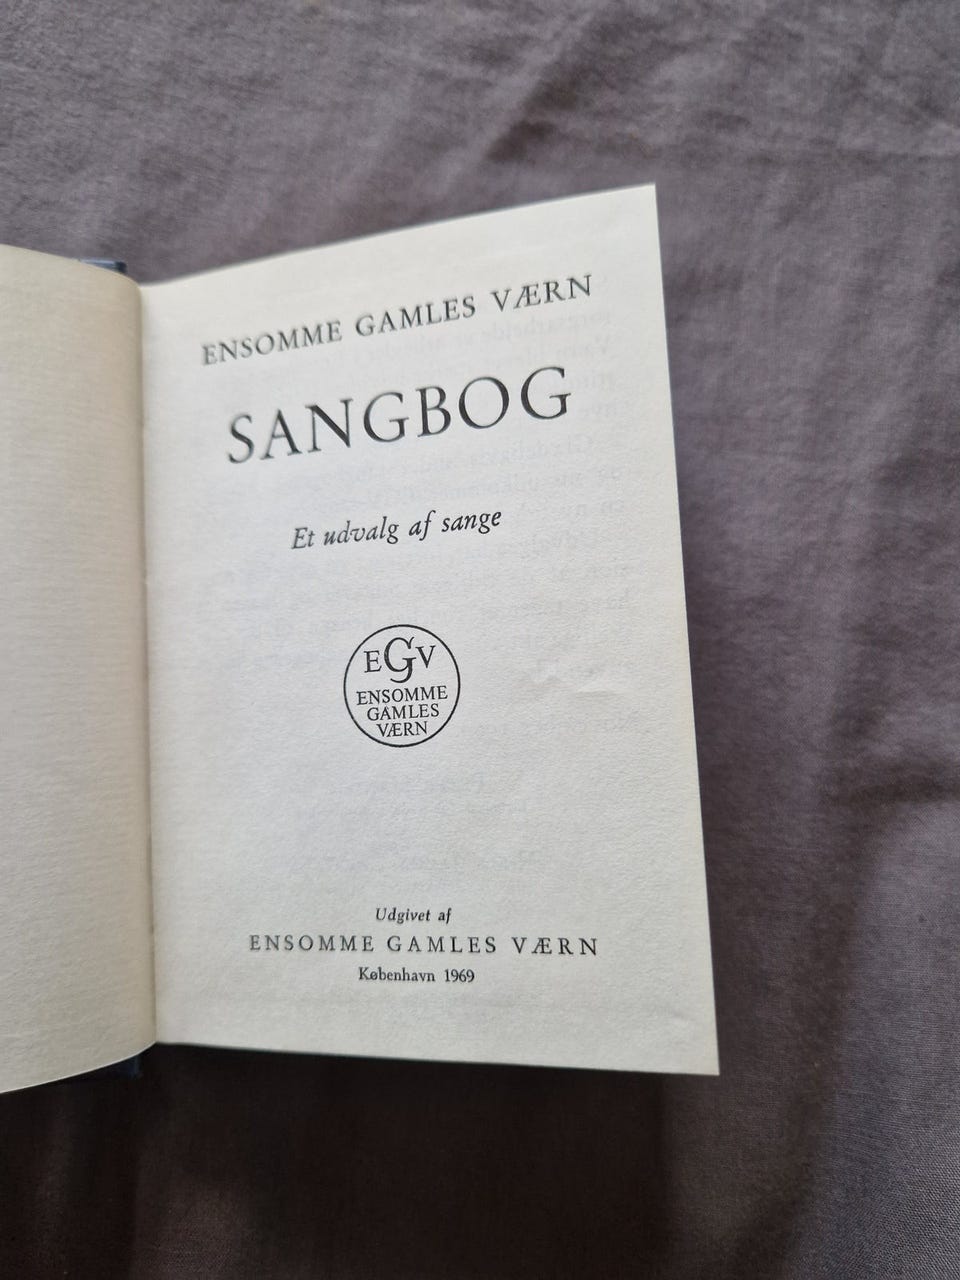 ENSOMME GAMLES VÆRN
SANGBOG
Et udvalg af sange
EGV
ENSOMME
GAMLES
VÆRN
Udgivet af
ENSOMME GAMLES VÆRN
København 1969